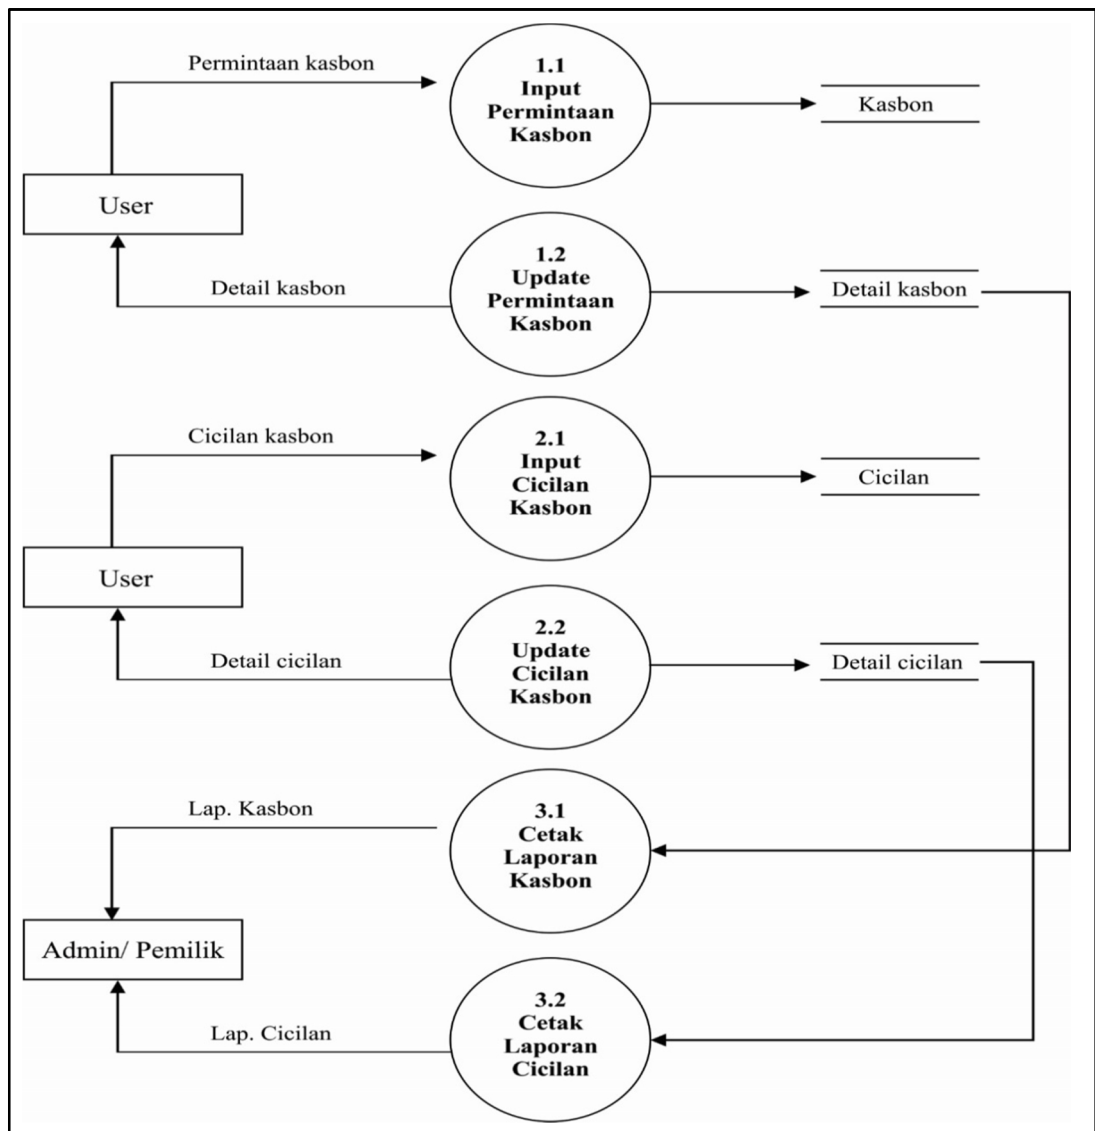 Permintaan kasbon
1.1
Input
Permintaan
Kasbon
Kasbon
User
1.2
Update
Permintaan
Kasbon
Detail kasbon
Detail kasbon
Cicilan kasbon
2.1
Input
Cicilan
Kasbon
Cicilan
User
2.2
Update
Cicilan
Kasbon
Detail cicilan
Detail cicilan
Lap. Kasbon
3.1
Cetak
Laporan
Kasbon
Admin/ Pemilik
3.2
Cetak
Laporan
Cicilan
Lap. Cicilan